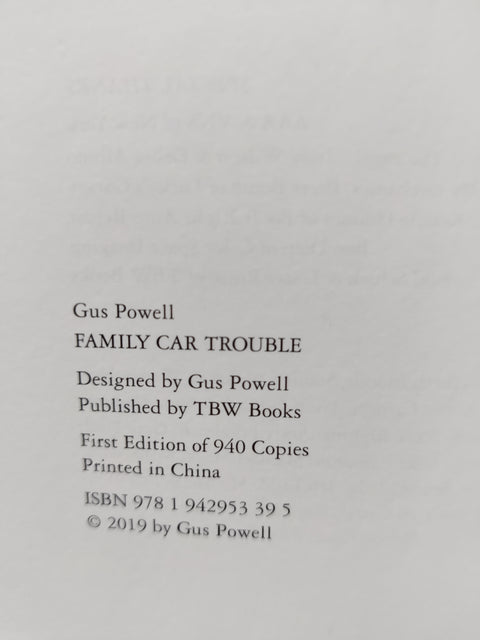 Gus Powell
FAMILY CAR TROUBLE
Designed by Gus Powell
Published by TBW Books
First Edition of 940 Copies
Printed in China
ISBN 978 1 942953 39 5
© 2019 by Gus Powell